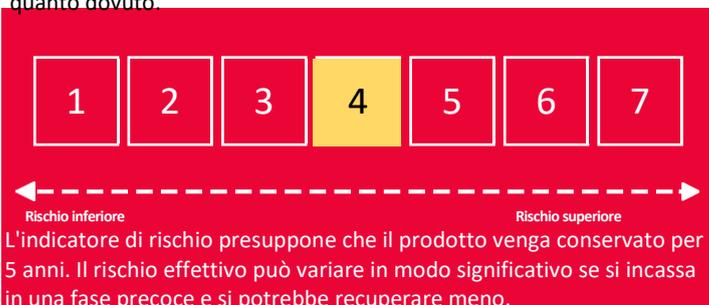 quanto dovuto.
1 2 3 4 5 6 7
Rischio inferiore Rischio superiore
L'indicatore di rischio presuppone che il prodotto venga conservato per
5 anni. Il rischio effettivo può variare in modo significativo se si incassa
in una fase precoce e si potrebbe recuperare meno.